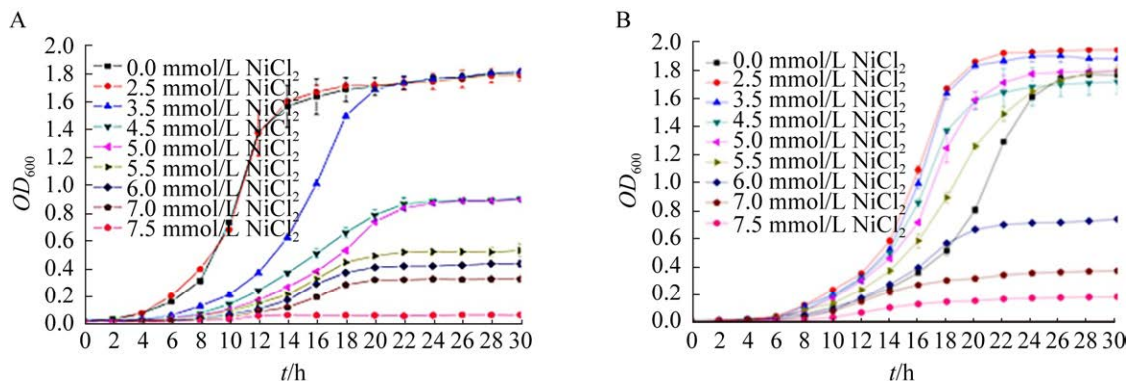 A
2.0
1.8
1.6
1.4
1.2
1.0
0.8
0.6
0.4
0.2
0.0
OD600
0.0 mmol/L NiCl2
2.5 mmol/L NiCl2
3.5 mmol/L NiCl2
4.5 mmol/L NiCl2
5.0 mmol/L NiCl2
5.5 mmol/L NiCl2
6.0 mmol/L NiCl2
7.0 mmol/L NiCl2
7.5 mmol/L NiCl2
0 2 4 6 8 10 12 14 16 18 20 22 24 26 28 30
t/h
B
2.0
1.8
1.6
1.4
1.2
1.0
0.8
0.6
0.4
0.2
0.0
OD600
0.0 mmol/L NiCl2
2.5 mmol/L NiCl2
3.5 mmol/L NiCl2
4.5 mmol/L NiCl2
5.0 mmol/L NiCl2
5.5 mmol/L NiCl2
6.0 mmol/L NiCl2
7.0 mmol/L NiCl2
7.5 mmol/L NiCl2
0 2 4 6 8 10 12 14 16 18 20 22 24 26 28 30
t/h